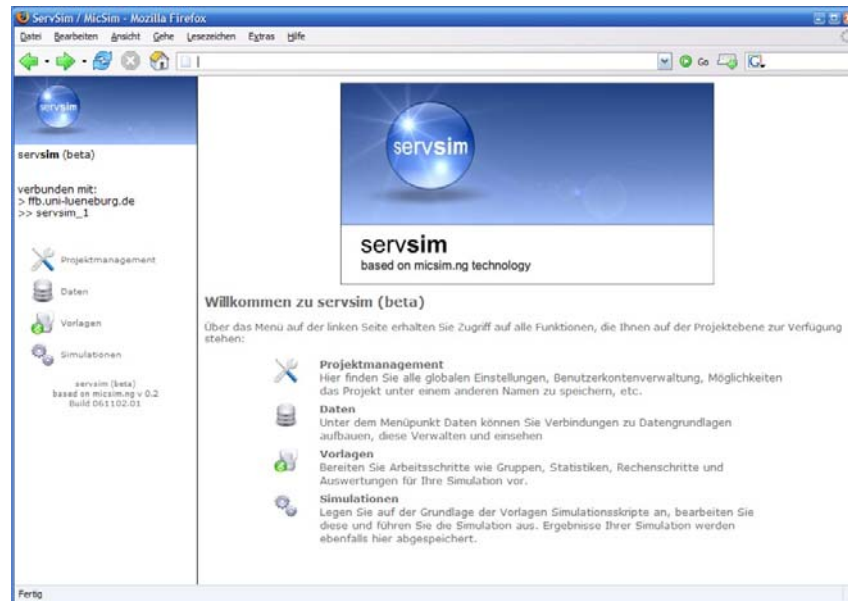 ServSim / MicSim - Mozilla Firefox
Datei Bearbeiten Ansicht Gehe Lesezeichen Extras Hilfe
Go
servsim
servsim (beta)
verbunden mit:
> ffb.uni-lueneburg.de
>> servsim_1
Projektmanagement
Daten
Vorlagen
Simulationen
servsim (beta)
based on micsim.ng v 0.2
Build 061102.01
servsim
servsim
based on micsim.ng technology
Willkommen zu servsim (beta)
Über das Menü auf der linken Seite erhalten Sie Zugriff auf alle Funktionen, die Ihnen auf der Projektebene zur Verfügung
stehen:
Projektmanagement
Hier finden Sie alle globalen Einstellungen, Benutzerkontenverwaltung, Möglichkeiten
das Projekt unter einem anderen Namen zu speichern, etc.
Daten
Unter dem Menüpunkt Daten können Sie Verbindungen zu Datengrundlagen
aufbauen, diese Verwalten und einsehen
Vorlagen
Bereiten Sie Arbeitsschritte wie Gruppen, Statistiken, Rechenschritte und
Auswertungen für Ihre Simulation vor.
Simulationen
Legen Sie auf der Grundlage der Vorlagen Simulationsskripte an, bearbeiten Sie
diese und führen Sie die Simulation aus. Ergebnisse Ihrer Simulation werden
ebenfalls hier abgespeichert.
Fertig